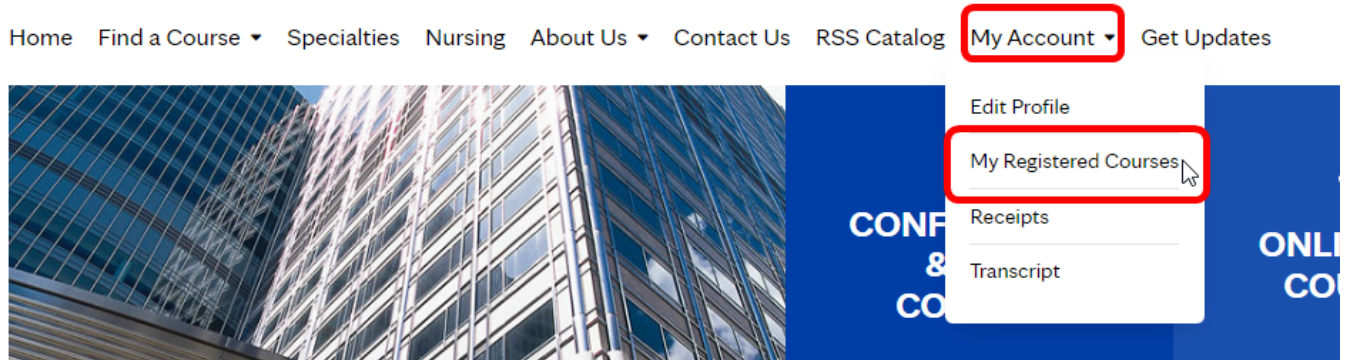 Home Find a Course Specialties Nursing About Us Contact Us RSS Catalog My Account Get Updates
Edit Profile
My Registered Courses
Receipts
Transcript
&